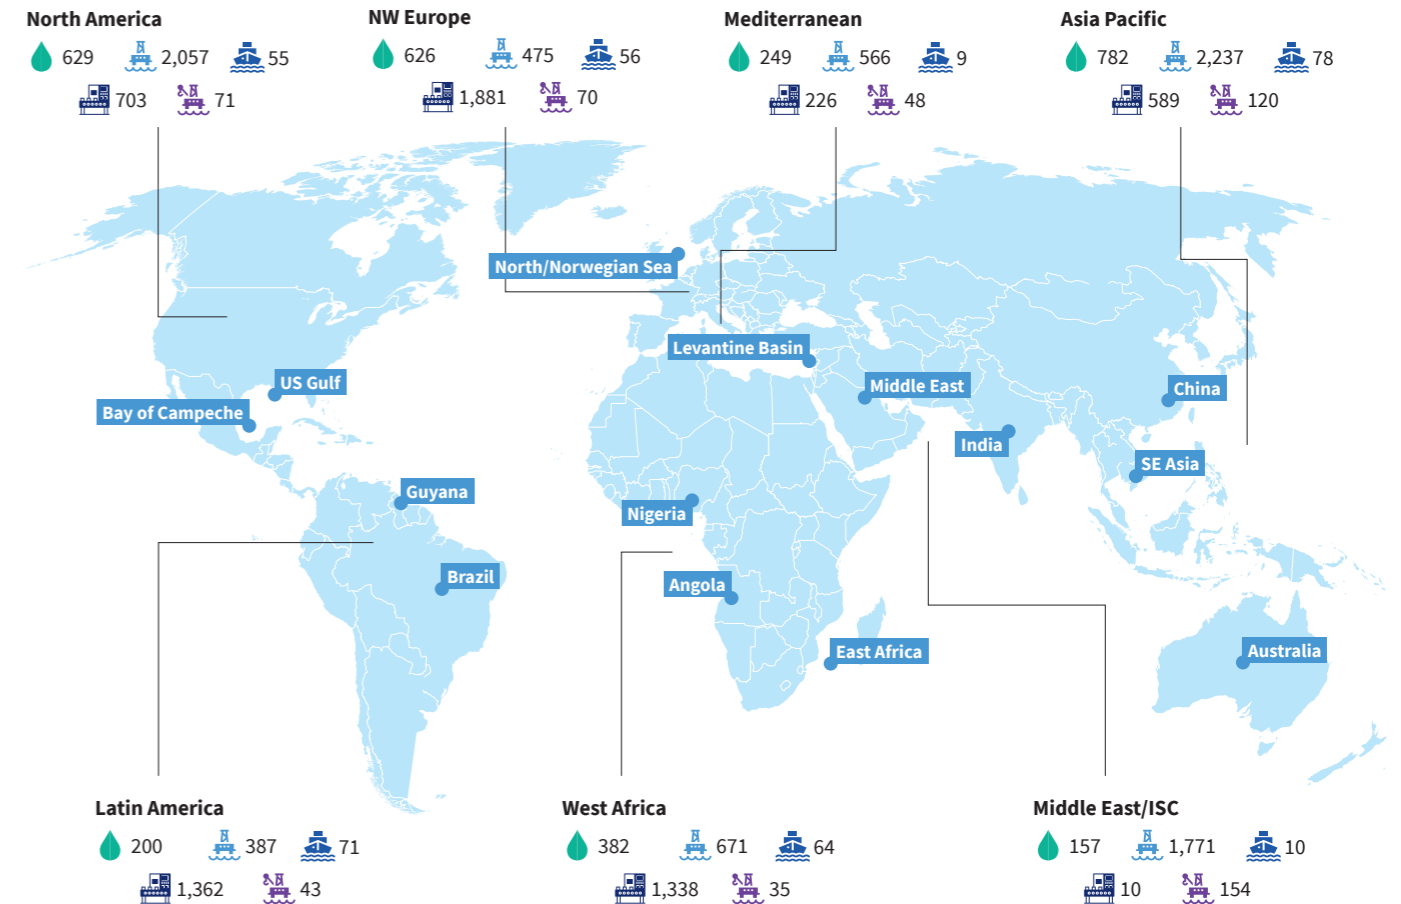 North America
629 2,057 55
703 71
NW Europe
626 475 56
1,881 70
Mediterranean
249 566 9
226 48
Asia Pacific
782 2,237 78
589 120
North/Norwegian Sea
Levantine Basin
US Gulf
Middle East
China
Bay of Campeche
India
SE Asia
Guyana
Nigeria
Brazil
Angola
East Africa
Australia
Latin America
200 387 71
1,362 43
West Africa
382 671 64
1,338 35
Middle East/ISC
157 1,771 10
10 154